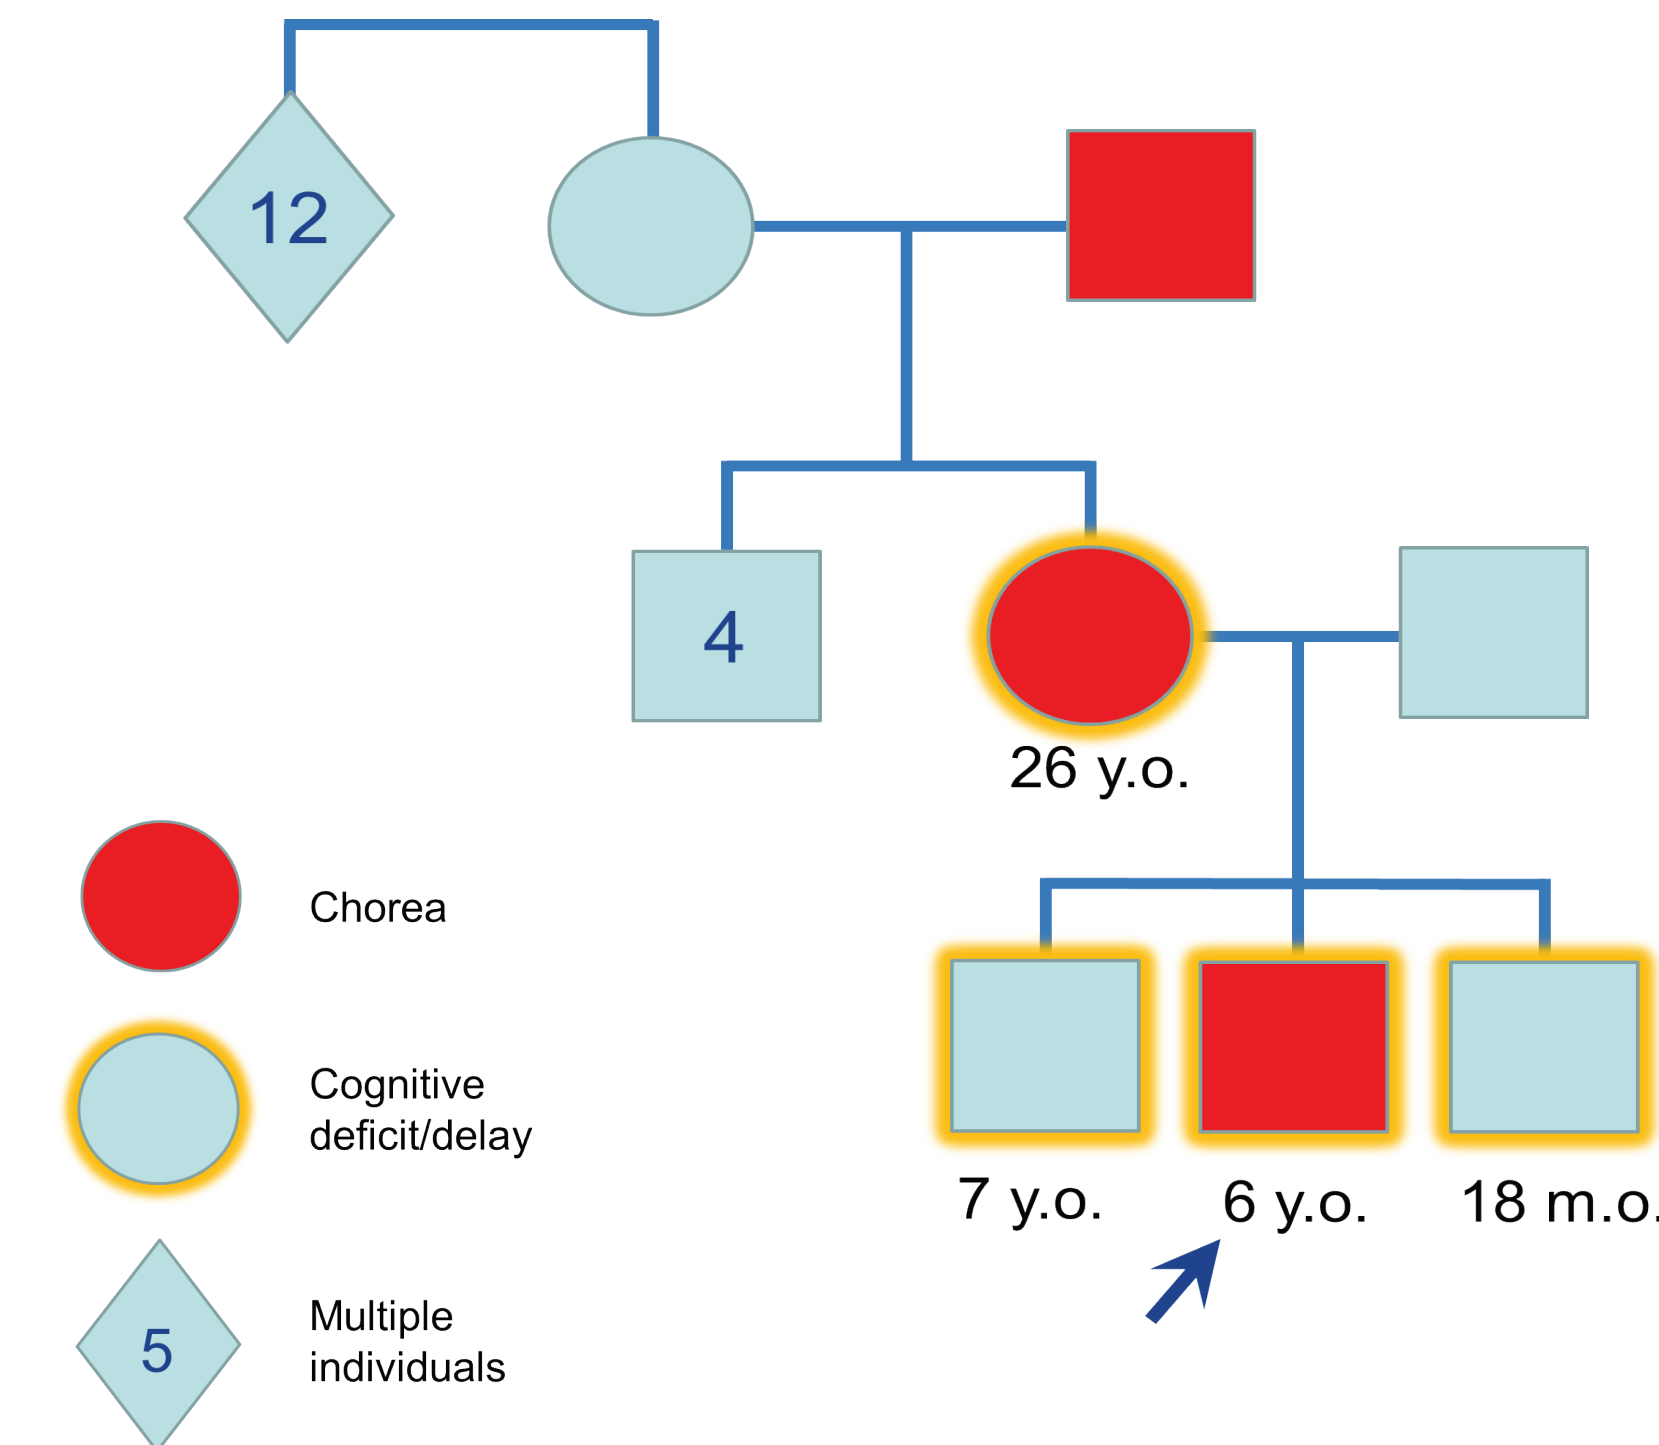 12
4
26 y.o.
Chorea
Cognitive
deficit/delay
7 y.o.
6 y.o.
18 m.o.
Multiple
individuals
5